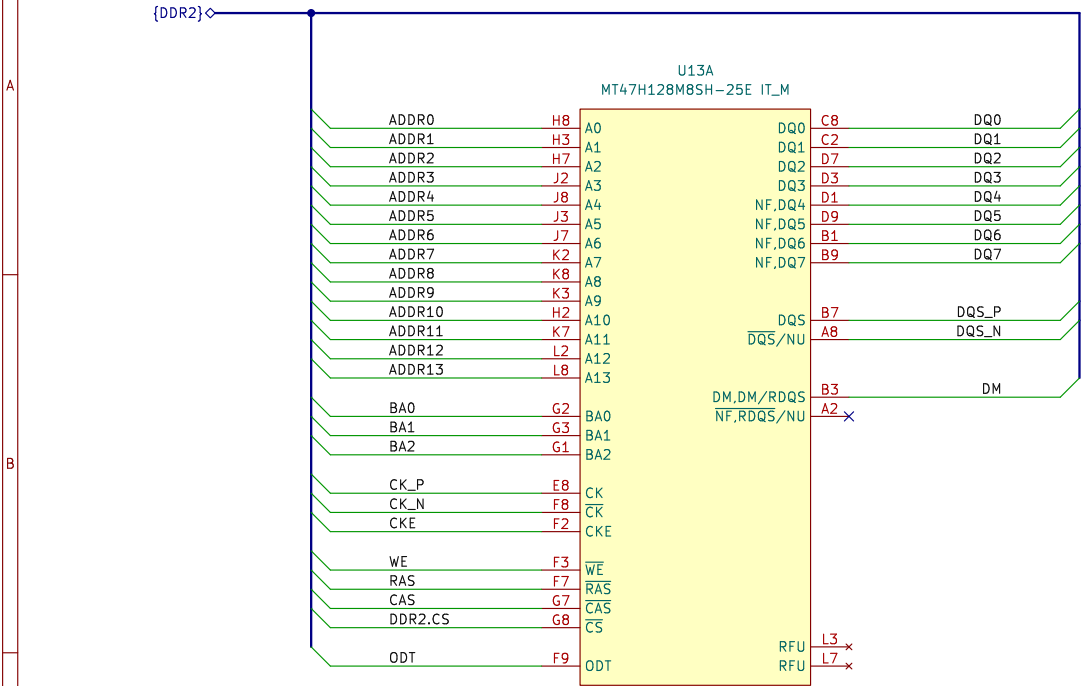 {DDR2}
U13A
MT47H128M8SH-25E IT_M
A
ADDR0 H8 A0 DQ0 C8 DQ0
ADDR1 H3 A1 DQ1 C2 DQ1
ADDR2 H7 A2 DQ2 D7 DQ2
ADDR3 J2 A3 DQ3 D3 DQ3
ADDR4 J8 A4 NF,DQ4 D1 DQ4
ADDR5 J3 A5 NF,DQ5 D9 DQ5
ADDR6 J7 A6 NF,DQ6 B1 DQ6
ADDR7 K2 A7 NF,DQ7 B9 DQ7
ADDR8 K8 A8
ADDR9 K3 A9
ADDR10 H2 A10 DQS B7 DQS_P
ADDR11 K7 A11 DQS/NU A8 DQS_N
ADDR12 L2 A12
ADDR13 L8 A13
DM,DM/RDQS B3 DM
BA0 G2 BA0 NF,RDQS/NU A2
BA1 G3 BA1
BA2 G1 BA2
B
CK_P E8 CK
CK_N F8 CK
CKE F2 CKE
WE F3 WE
RAS F7 RAS
CAS G7 CAS
DDR2.CS G8 CS
RFU L3
ODT F9 ODT RFU L7